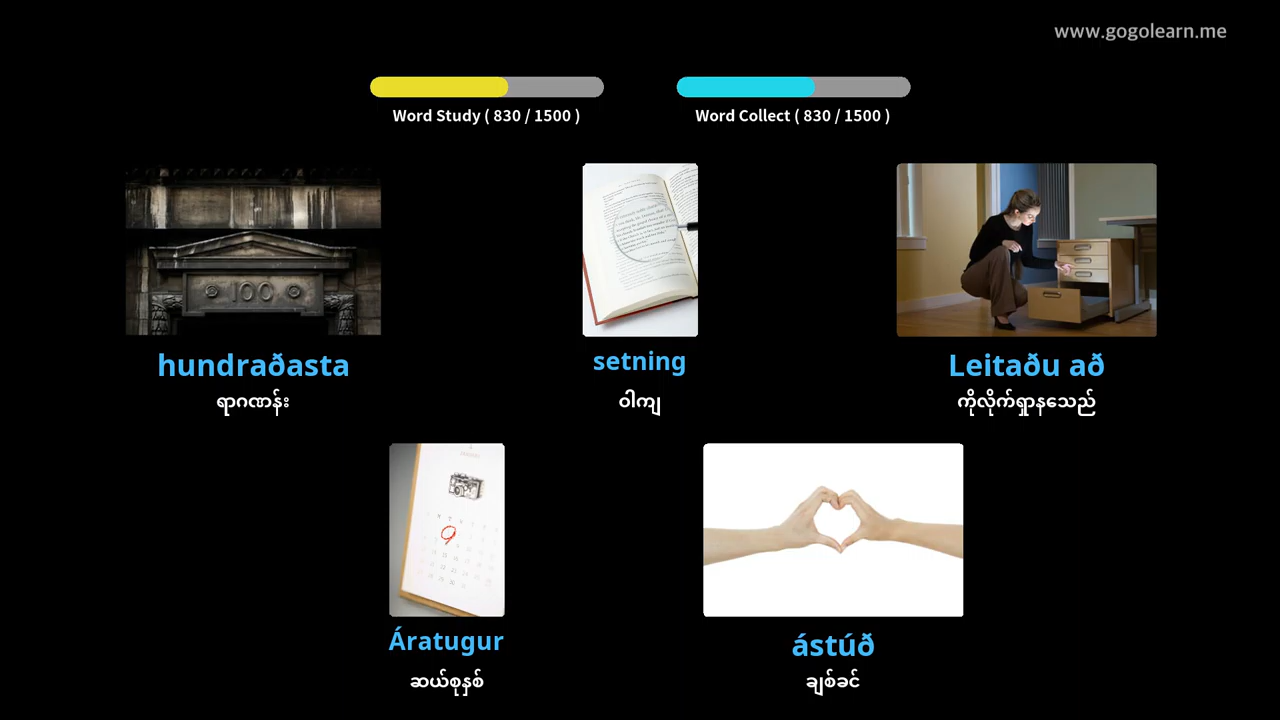 www.gogolearn.me
Word Study ( 830 / 1500 )
Word Collect ( 830 / 1500 )
100
hundraðasta
ရာဂဏန်း
setning
ဝါကျ
Leitaðu að
ကိုလိုက်ရှာနသေည်
Áratugur
ဆယ်စုနှစ်
ástúð
ချစ်ခင်